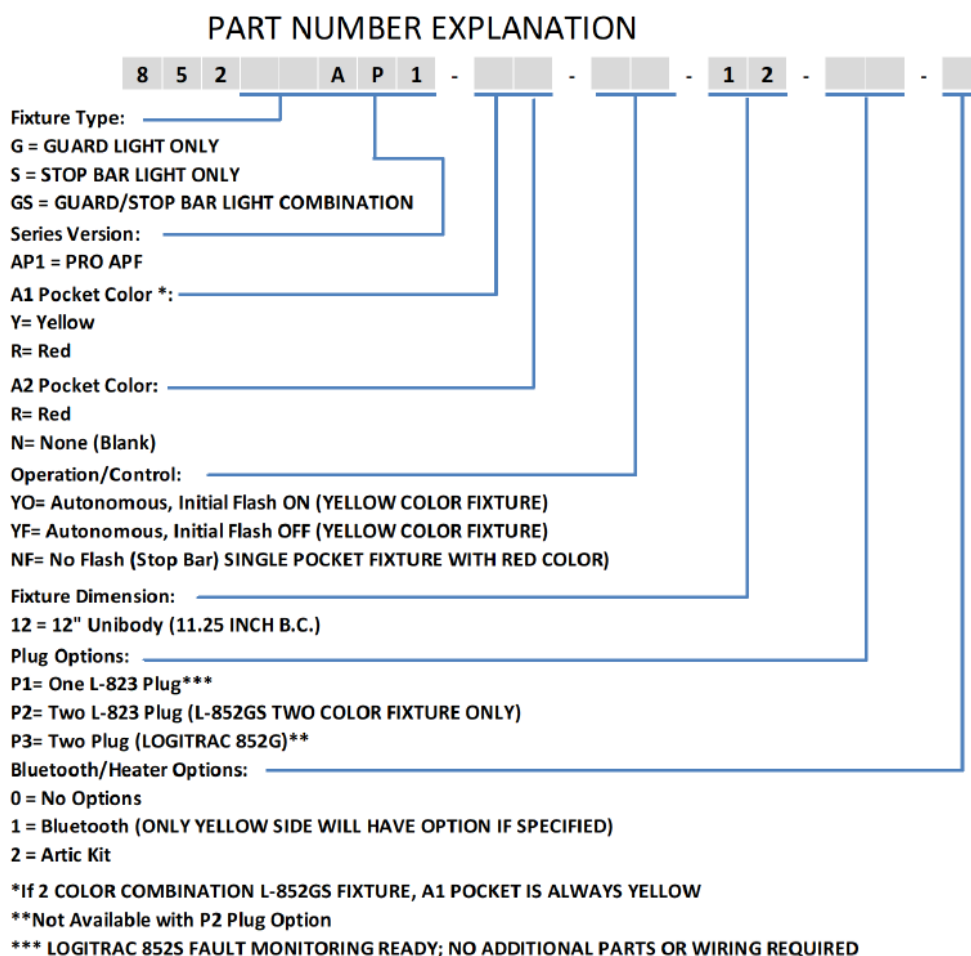 PART NUMBER EXPLANATION
8 5 2 A P 1 - - - 1 2 - -
Fixture Type:
G = GUARD LIGHT ONLY
S = STOP BAR LIGHT ONLY
GS = GUARD/STOP BAR LIGHT COMBINATION
Series Version:
AP1 = PRO APF
A1 Pocket Color *:
Y= Yellow
R= Red
A2 Pocket Color:
R= Red
N= None (Blank)
Operation/Control:
YO= Autonomous, Initial Flash ON (YELLOW COLOR FIXTURE)
YF= Autonomous, Initial Flash OFF (YELLOW COLOR FIXTURE)
NF= No Flash (Stop Bar) SINGLE POCKET FIXTURE WITH RED COLOR)
Fixture Dimension:
12 = 12" Unibody (11.25 INCH B.C.)
Plug Options:
P1= One L-823 Plug***
P2= Two L-823 Plug (L-852GS TWO COLOR FIXTURE ONLY)
P3= Two Plug (LOGITRAC 852G)**
Bluetooth/Heater Options:
0 = No Options
1 = Bluetooth (ONLY YELLOW SIDE WILL HAVE OPTION IF SPECIFIED)
2 = Artic Kit
*If 2 COLOR COMBINATION L-852GS FIXTURE, A1 POCKET IS ALWAYS YELLOW
**Not Available with P2 Plug Option
*** LOGITRAC 852S FAULT MONITORING READY; NO ADDITIONAL PARTS OR WIRING REQUIRED